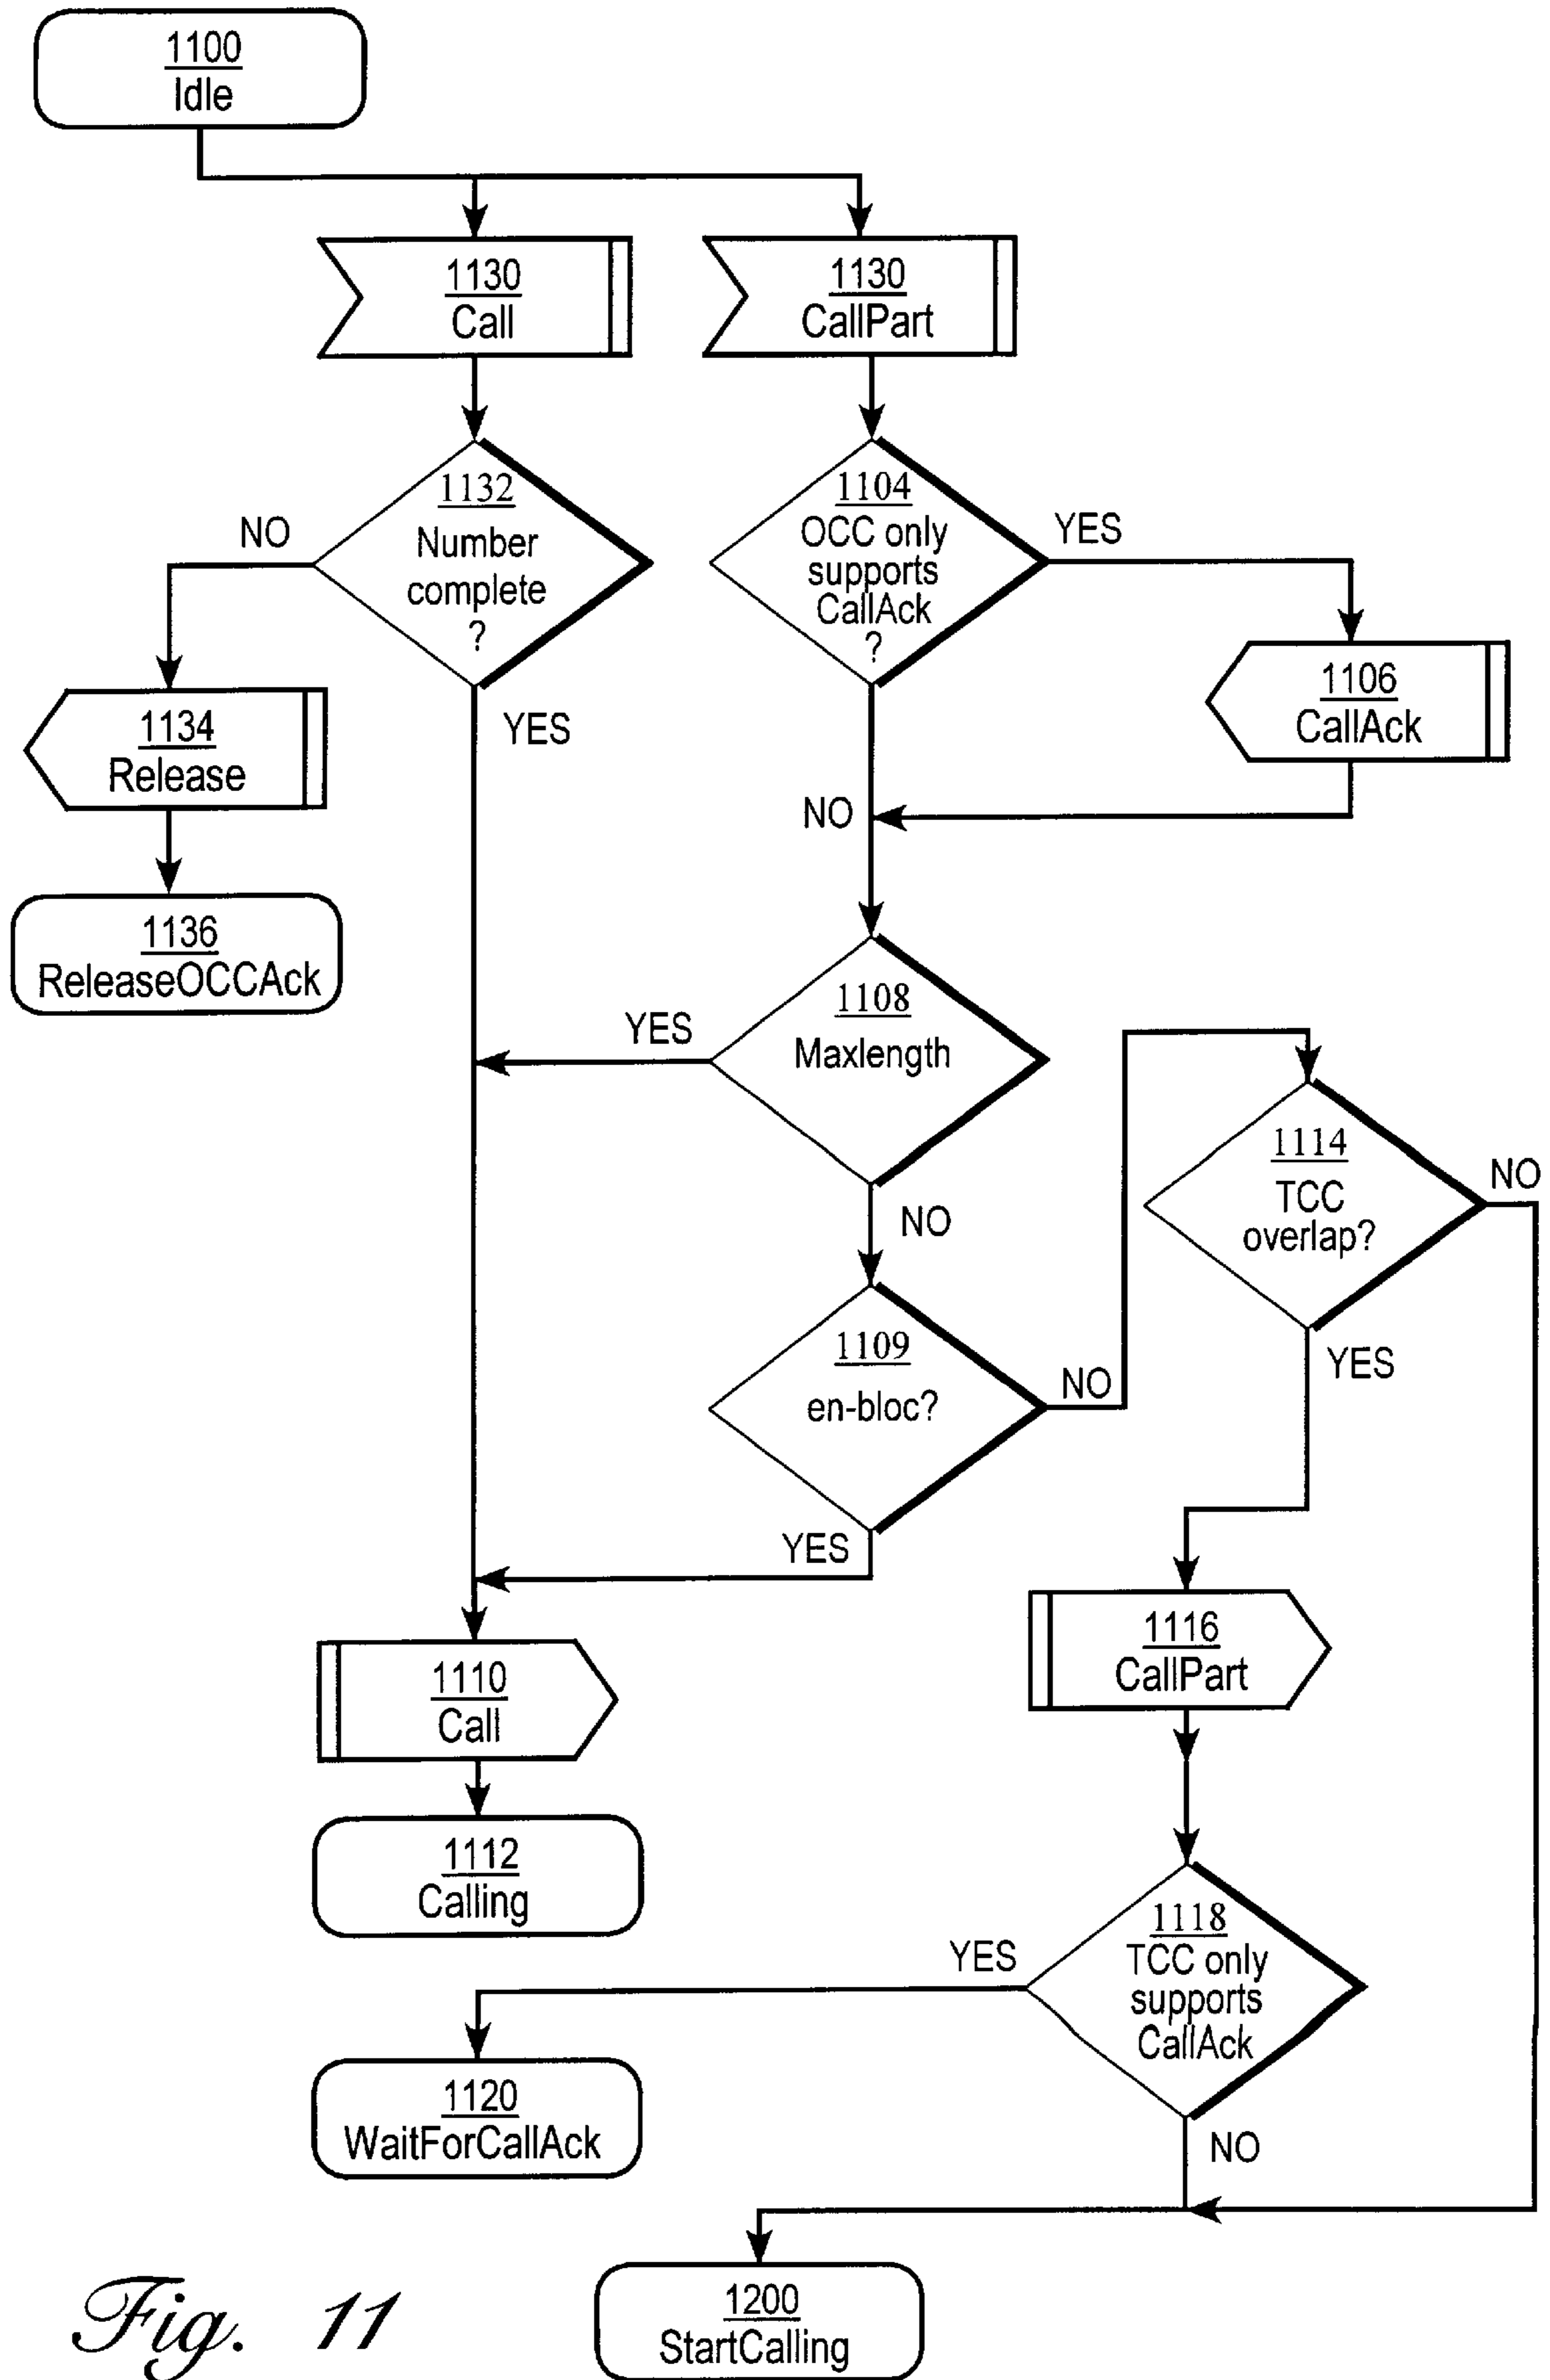 1100
Idle
1130
Call
1130
CallPart
1132
Number
complete
?
NO
YES
1104
OCC only
supports
CallAck
?
YES
NO
1106
CallAck
1134
Release
1136
ReleaseOCCAck
1108
Maxlength
YES
NO
1109
en-bloc?
NO
YES
1114
TCC
overlap?
NO
YES
1116
CallPart
1110
Call
1112
Calling
1118
TCC only
supports
CallAck
YES
NO
1120
WaitForCallAck
1200
StartCalling
Fig. 11